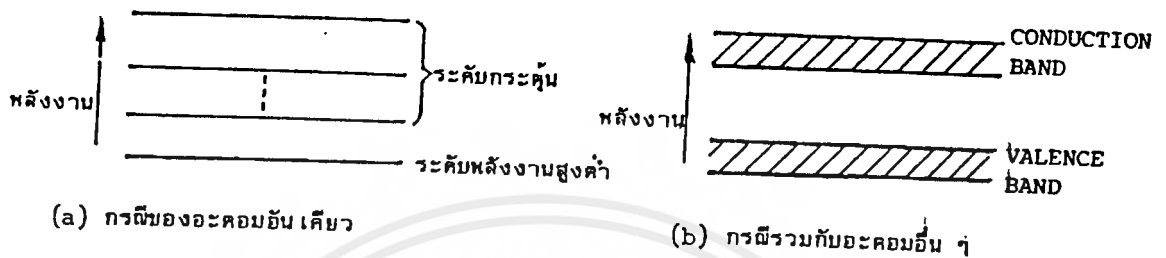 พลังงาน
ระดับกระตุ้น
ระดับพลังงานสูงต่ำ
(a) กรณีของอะตอมอันเดียว
พลังงาน
CONDUCTION
BAND
VALENCE
BAND
(b) กรณีรวมกับอะตอมอื่น ๆ